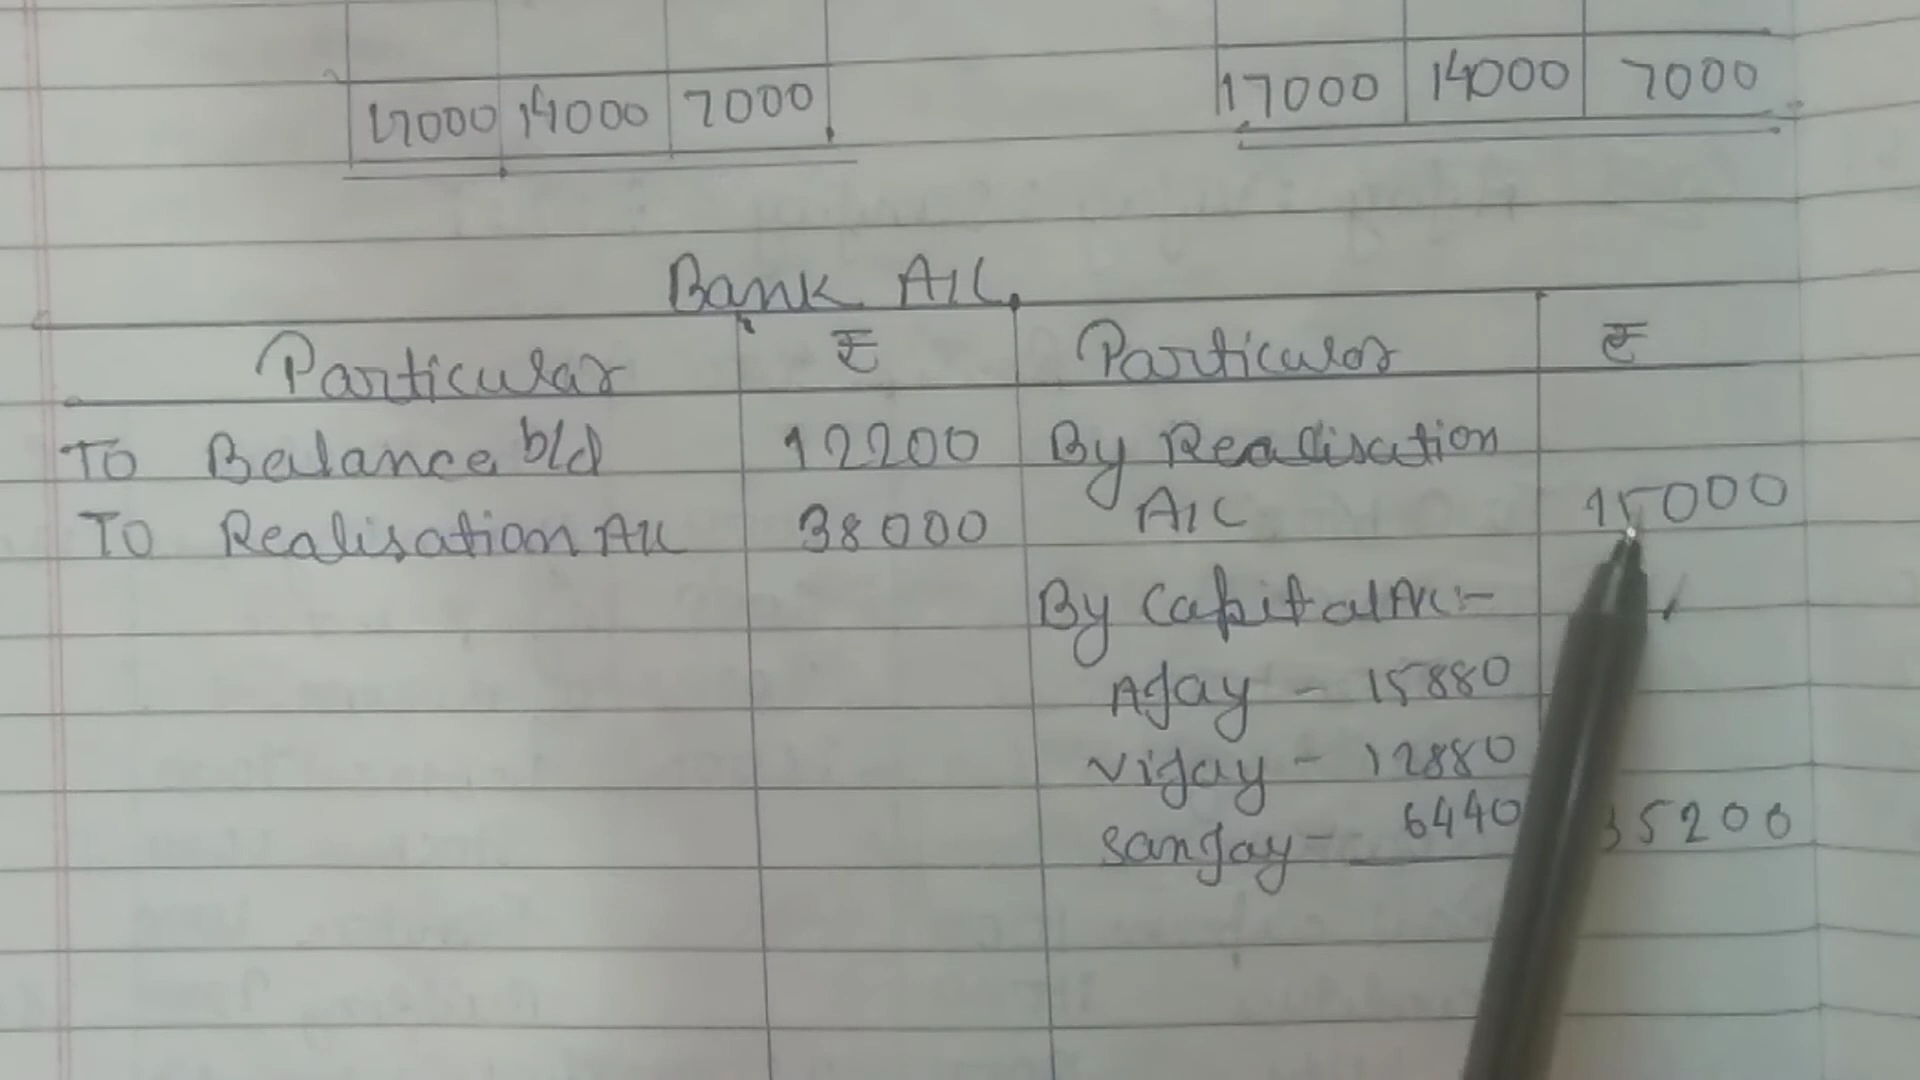 17000 14000 7000 17000 14000 7000
Bank A/C
Particular ₹ Particular ₹
To Balance b/d 12200 By Realisation
A/C 15000
To Realisation A/c 38000
By Capital A/c :-
Ajay - 15880
Vijay - 12880
Sanjay - 6440 35200